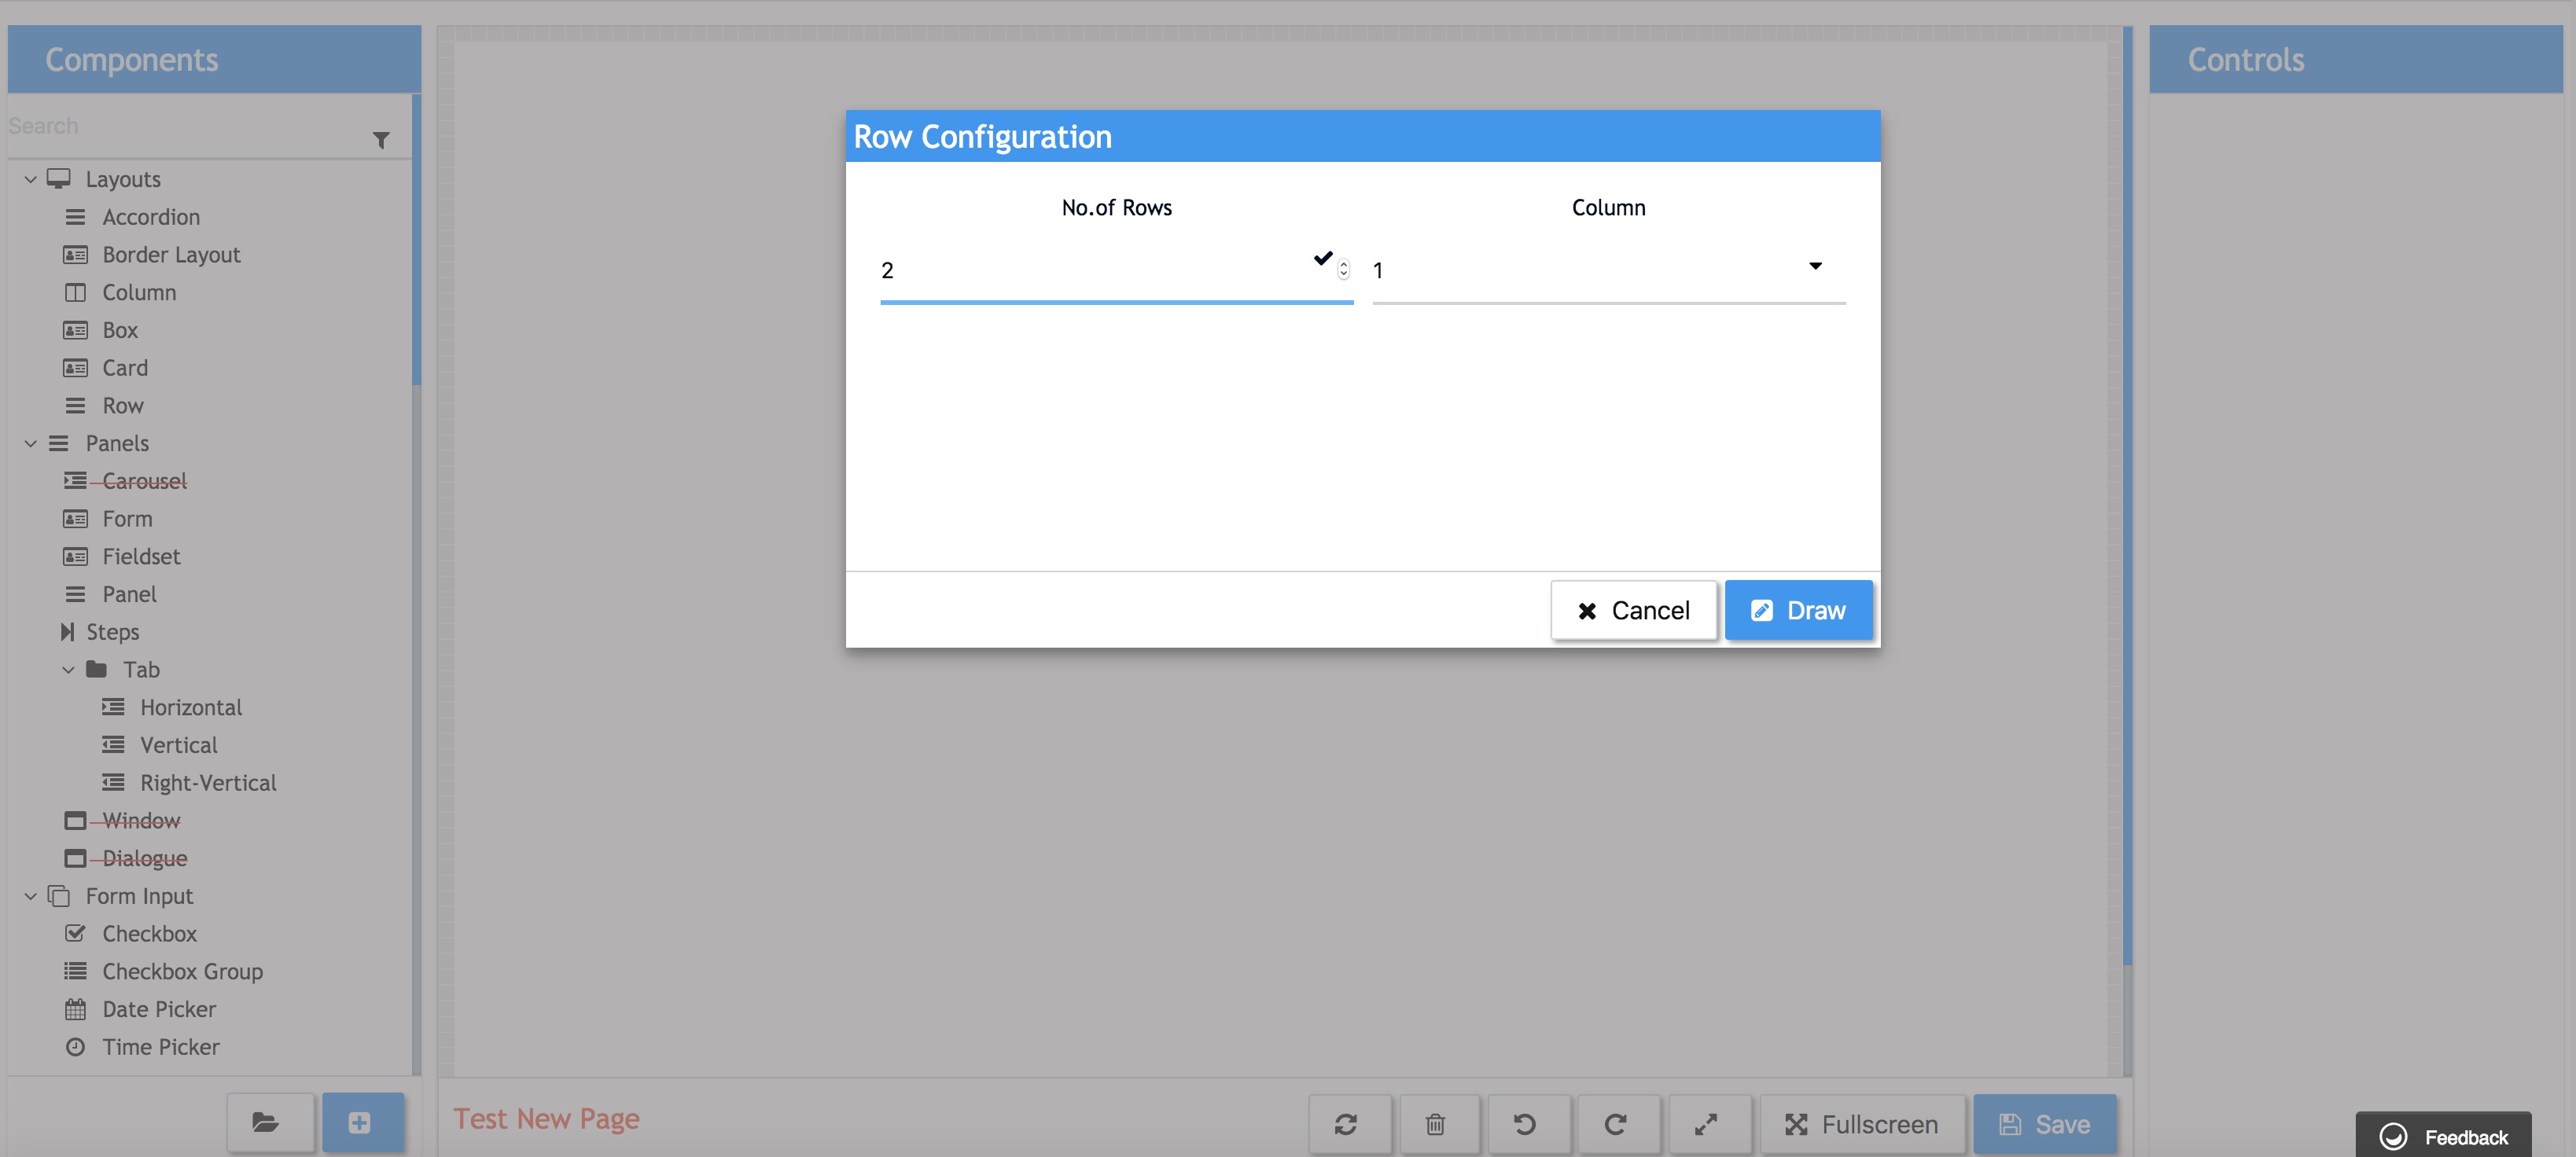 Components
Search
Layouts
Accordion
Border Layout
Column
Box
Card
Row
Panels
Carousel
Form
Fieldset
Panel
Steps
Tab
Horizontal
Vertical
Right-Vertical
Window
Dialogue
Form Input
Checkbox
Checkbox Group
Date Picker
Time Picker
Row Configuration
No.of Rows Column
2 1
Cancel Draw
Test New Page
Fullscreen Save
Controls
Feedback